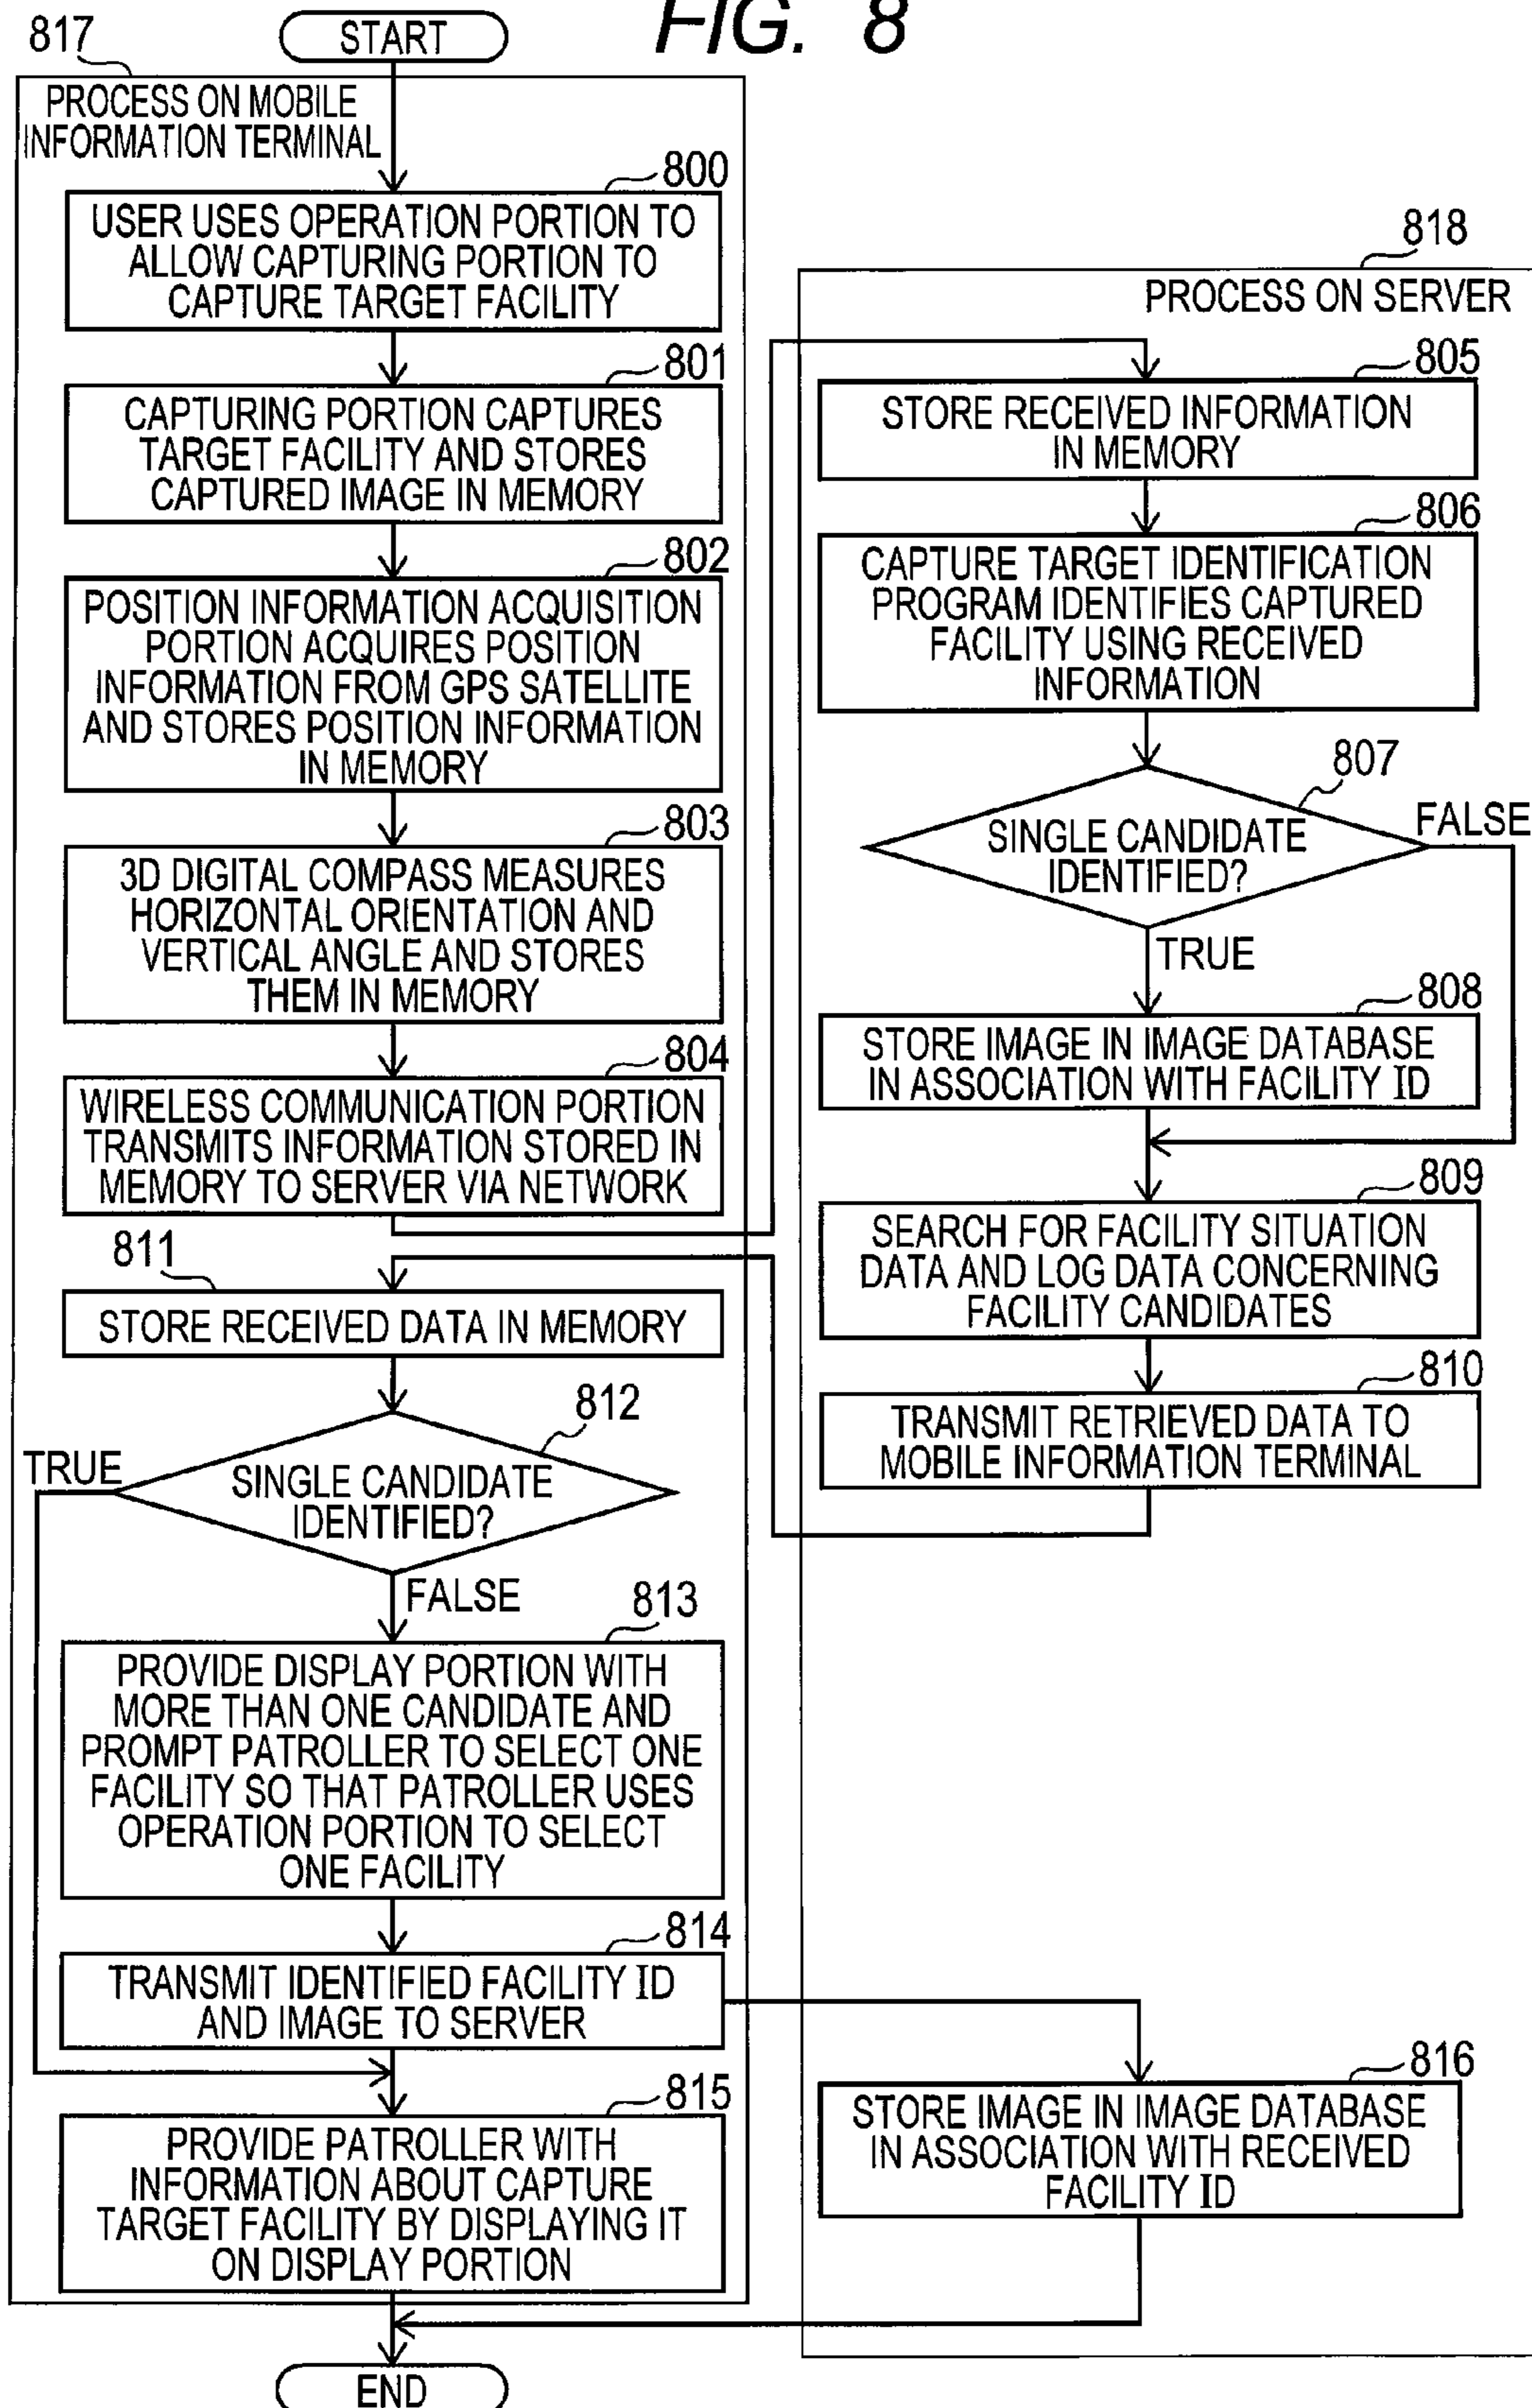 FIG. 8
START
817
PROCESS ON MOBILE
INFORMATION TERMINAL
800
USER USES OPERATION PORTION TO
ALLOW CAPTURING PORTION TO
CAPTURE TARGET FACILITY
801
CAPTURING PORTION CAPTURES
TARGET FACILITY AND STORES
CAPTURED IMAGE IN MEMORY
802
POSITION INFORMATION ACQUISITION
PORTION ACQUIRES POSITION
INFORMATION FROM GPS SATELLITE
AND STORES POSITION INFORMATION
IN MEMORY
803
3D DIGITAL COMPASS MEASURES
HORIZONTAL ORIENTATION AND
VERTICAL ANGLE AND STORES
THEM IN MEMORY
804
WIRELESS COMMUNICATION PORTION
TRANSMITS INFORMATION STORED IN
MEMORY TO SERVER VIA NETWORK
818
PROCESS ON SERVER
805
STORE RECEIVED INFORMATION
IN MEMORY
806
CAPTURE TARGET IDENTIFICATION
PROGRAM IDENTIFIES CAPTURED
FACILITY USING RECEIVED
INFORMATION
807
SINGLE CANDIDATE
IDENTIFIED?
FALSE
TRUE
808
STORE IMAGE IN IMAGE DATABASE
IN ASSOCIATION WITH FACILITY ID
809
SEARCH FOR FACILITY SITUATION
DATA AND LOG DATA CONCERNING
FACILITY CANDIDATES
810
TRANSMIT RETRIEVED DATA TO
MOBILE INFORMATION TERMINAL
811
STORE RECEIVED DATA IN MEMORY
812
SINGLE CANDIDATE
IDENTIFIED?
TRUE
FALSE
813
PROVIDE DISPLAY PORTION WITH
MORE THAN ONE CANDIDATE AND
PROMPT PATROLLER TO SELECT ONE
FACILITY SO THAT PATROLLER USES
OPERATION PORTION TO SELECT
ONE FACILITY
814
TRANSMIT IDENTIFIED FACILITY ID
AND IMAGE TO SERVER
815
PROVIDE PATROLLER WITH
INFORMATION ABOUT CAPTURE
TARGET FACILITY BY DISPLAYING IT
ON DISPLAY PORTION
816
STORE IMAGE IN IMAGE DATABASE
IN ASSOCIATION WITH RECEIVED
FACILITY ID
END